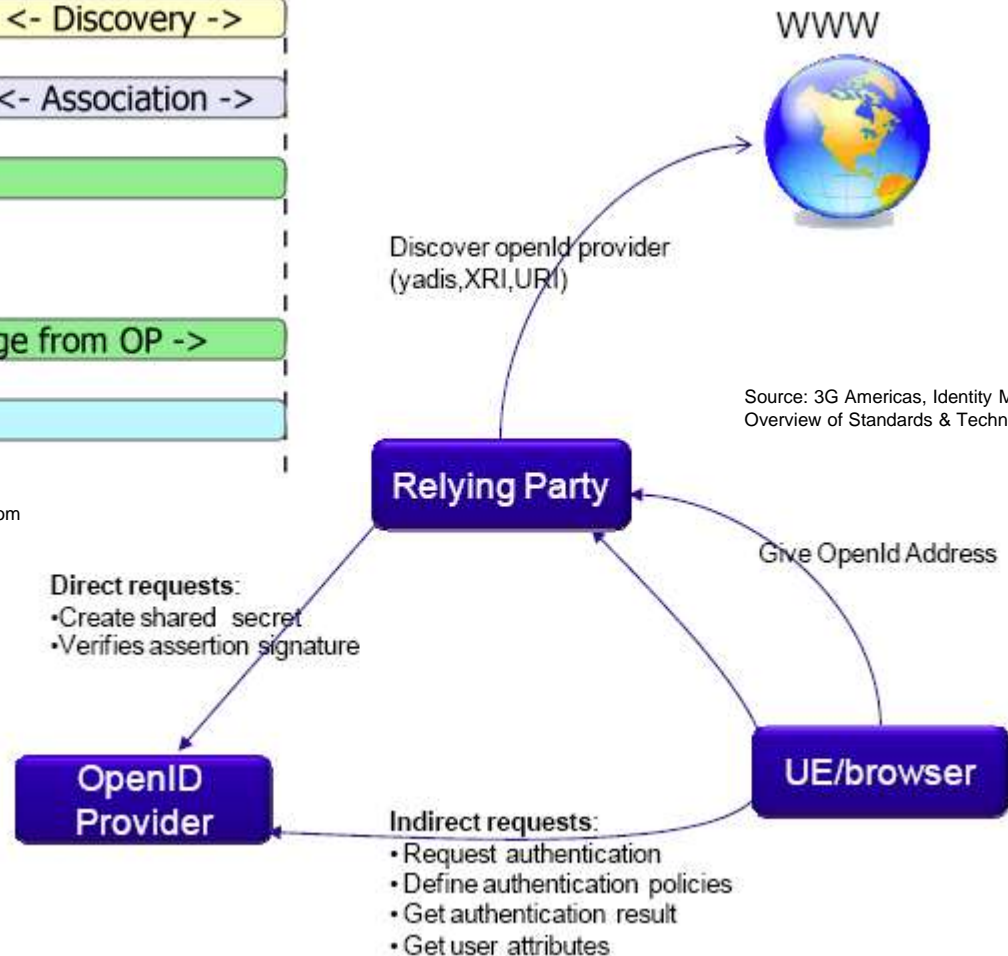 <- Discovery ->
<- Association ->
ge from OP ->
om
WWW
Discover openId provider
(yadis,XRI,URI)
Source: 3G Americas, Identity M
Overview of Standards & Techn
Relying Party
Give OpenId Address
Direct requests:
•Create shared secret
•Verifies assertion signature
OpenID
Provider
UE/browser
Indirect requests:
• Request authentication
• Define authentication policies
• Get authentication result
• Get user attributes